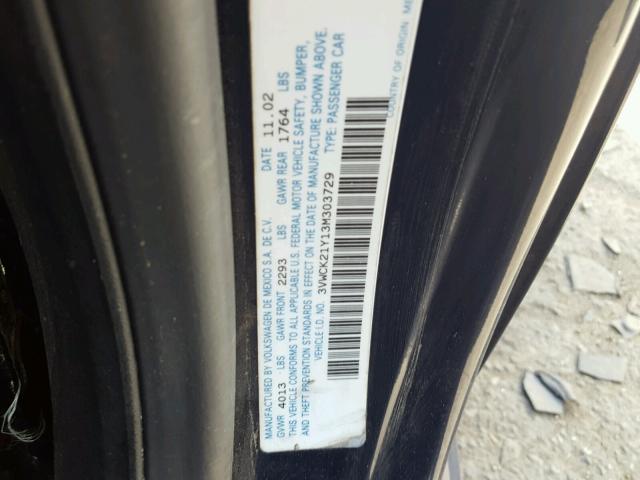 MANUFACTURED BY VOLKSWAGEN DE MEXICO S.A. DE C.V. DATE 11.02
GVWR 4013 LBS GAWR FRONT 2293 LBS GAWR REAR 1764 LBS
THIS VEHICLE CONFORMS TO ALL APPLICABLE U.S. FEDERAL MOTOR VEHICLE SAFETY, BUMPER,
AND THEFT PREVENTION STANDARDS IN EFFECT ON THE DATE OF MANUFACTURE SHOWN ABOVE.
VEHICLE I.D. NO. 3VWCK21Y13M303729 TYPE: PASSENGER CAR
COUNTRY OF ORIGIN ME